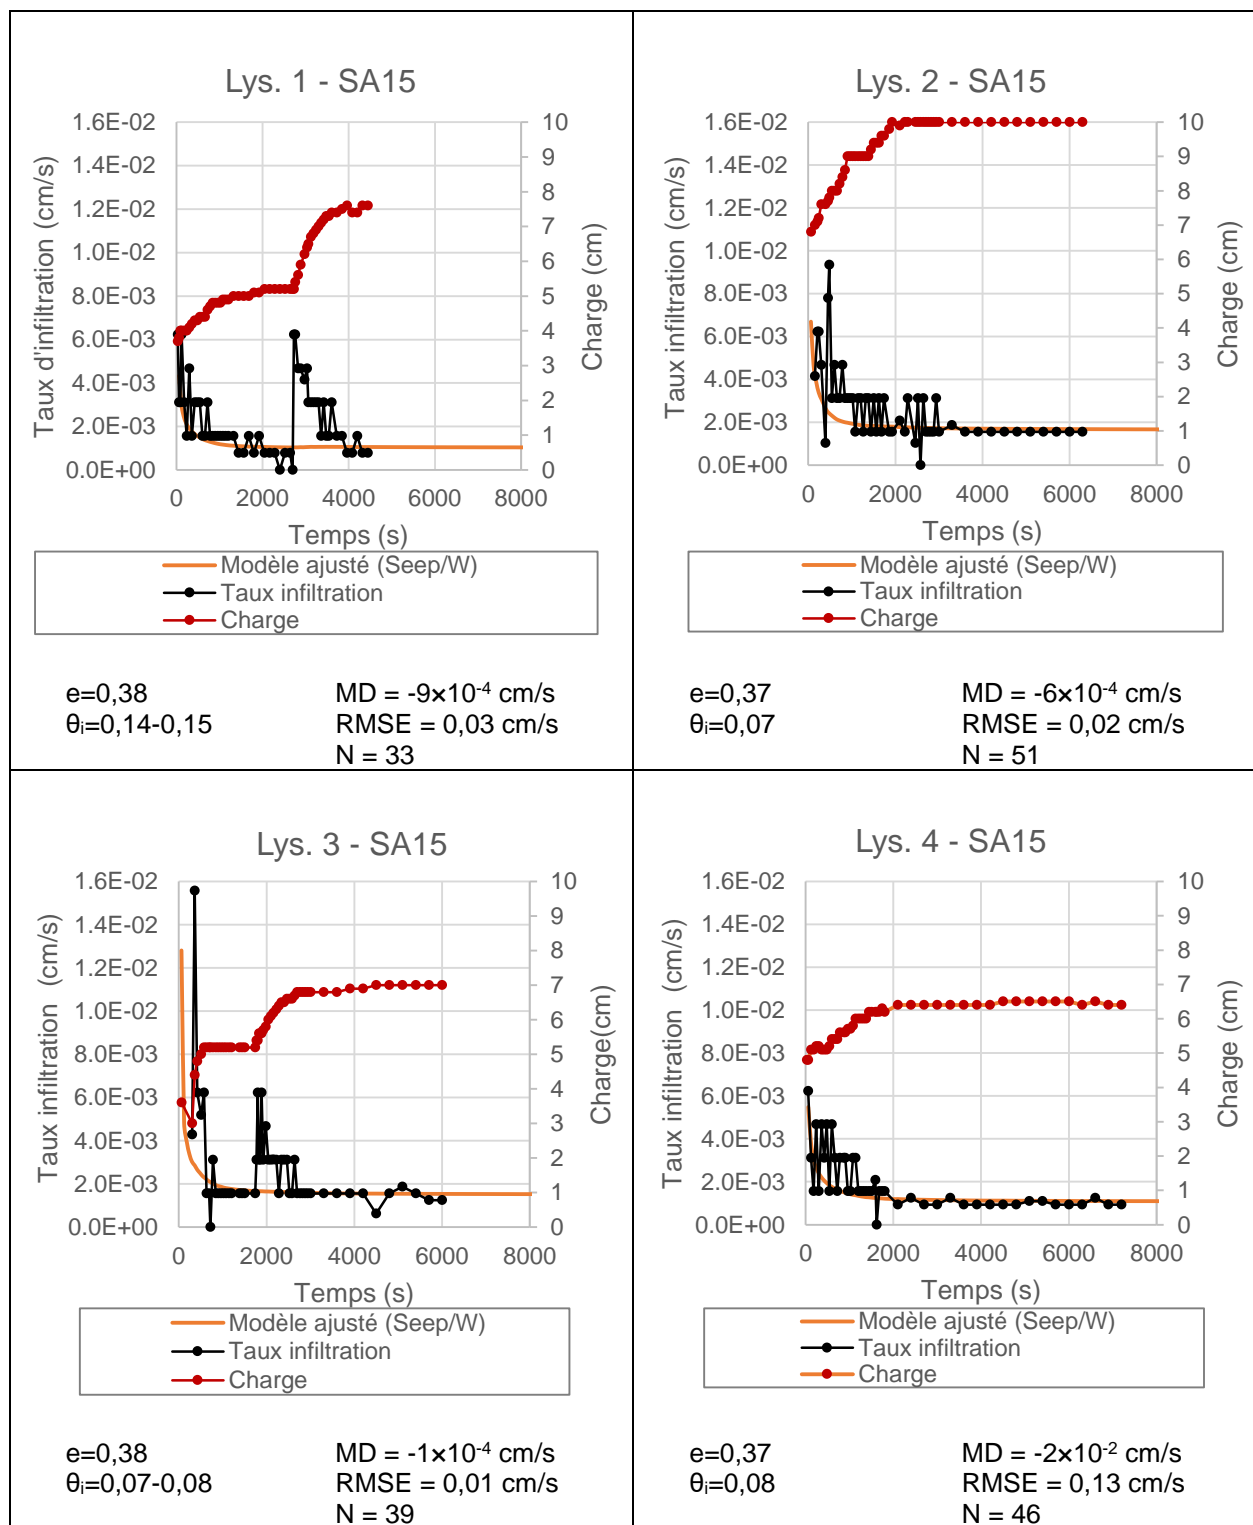 Lys. 1 - SA15
Taux d'infiltration (cm/s)
1.6E-02
1.4E-02
1.2E-02
1.0E-02
8.0E-03
6.0E-03
4.0E-03
2.0E-03
0.0E+00
10
9
8
7
6
5
4
3
2
1
0
Charge (cm)
0 2000 4000 6000 8000
Temps (s)
Modèle ajusté (Seep/W)
Taux infiltration
Charge
e=0,38 MD = -9×10⁻⁴ cm/s
θᵢ=0,14-0,15 RMSE = 0,03 cm/s
N = 33
Lys. 2 - SA15
Taux infiltration (cm/s)
1.6E-02
1.4E-02
1.2E-02
1.0E-02
8.0E-03
6.0E-03
4.0E-03
2.0E-03
0.0E+00
10
9
8
7
6
5
4
3
2
1
0
Charge (cm)
0 2000 4000 6000 8000
Temps (s)
Modèle ajusté (Seep/W)
Taux infiltration
Charge
e=0,37 MD = -6×10⁻⁴ cm/s
θᵢ=0,07 RMSE = 0,02 cm/s
N = 51
Lys. 3 - SA15
Taux infiltration (cm/s)
1.6E-02
1.4E-02
1.2E-02
1.0E-02
8.0E-03
6.0E-03
4.0E-03
2.0E-03
0.0E+00
10
9
8
7
6
5
4
3
2
1
0
Charge(cm)
0 2000 4000 6000 8000
Temps (s)
Modèle ajusté (Seep/W)
Taux infiltration
Charge
e=0,38 MD = -1×10⁻⁴ cm/s
θᵢ=0,07-0,08 RMSE = 0,01 cm/s
N = 39
Lys. 4 - SA15
Taux infiltration (cm/s)
1.6E-02
1.4E-02
1.2E-02
1.0E-02
8.0E-03
6.0E-03
4.0E-03
2.0E-03
0.0E+00
10
9
8
7
6
5
4
3
2
1
0
Charge (cm)
0 2000 4000 6000 8000
Temps (s)
Modèle ajusté (Seep/W)
Taux infiltration
Charge
e=0,37 MD = -2×10⁻² cm/s
θᵢ=0,08 RMSE = 0,13 cm/s
N = 46